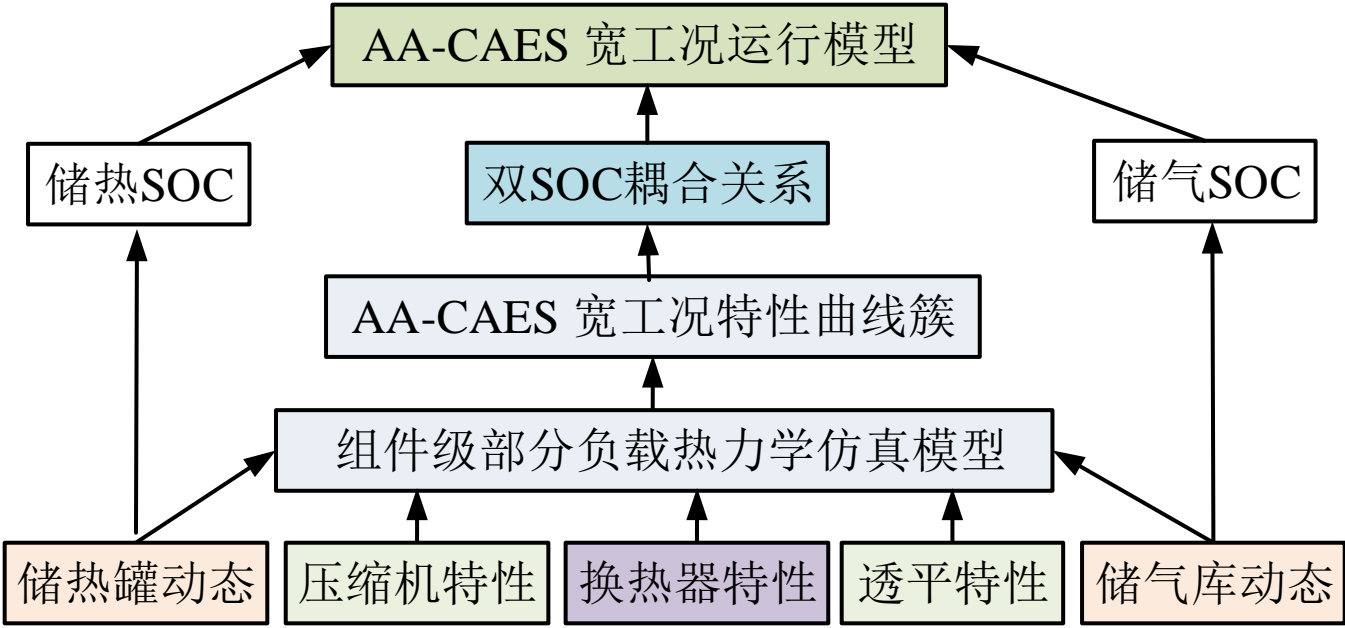 AA-CAES 宽工况运行模型
储热SOC
双SOC耦合关系
储气SOC
AA-CAES 宽工况特性曲线簇
组件级部分负载热力学仿真模型
储热罐动态
压缩机特性
换热器特性
透平特性
储气库动态